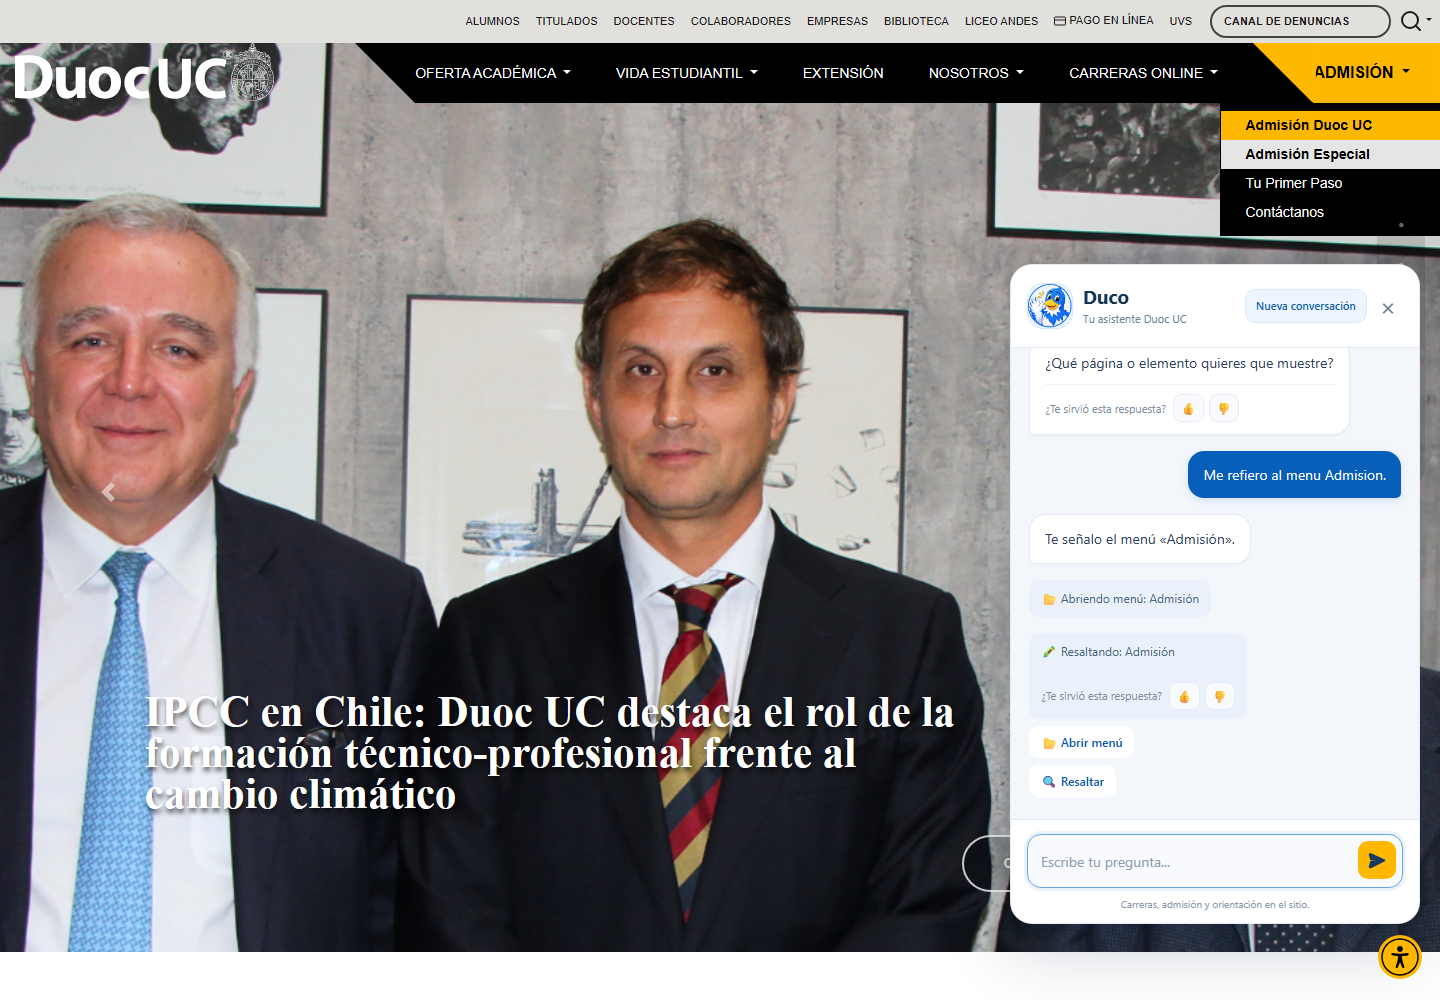 ALUMNOS TITULADOS DOCENTES COLABORADORES EMPRESAS BIBLIOTECA LICEO ANDES PAGO EN LÍNEA UVS CANAL DE DENUNCIAS
Duoc UC ®
OFERTA ACADÉMICA VIDA ESTUDIANTIL EXTENSIÓN NOSOTROS CARRERAS ONLINE ADMISIÓN
Admisión Duoc UC
Admisión Especial
Tu Primer Paso
Contáctanos
Duco
Tu asistente Duoc UC
Nueva conversación
¿Qué página o elemento quieres que muestre?
¿Te sirvió esta respuesta?
Me refiero al menu Admision.
Te señalo el menú «Admisión».
Abriendo menú: Admisión
Resaltando: Admisión
¿Te sirvió esta respuesta?
Abrir menú
Resaltar
IPCC en Chile: Duoc UC destaca el rol de la
formación técnico-profesional frente al
cambio climático
Escribe tu pregunta...
Carreras, admisión y orientación en el sitio.